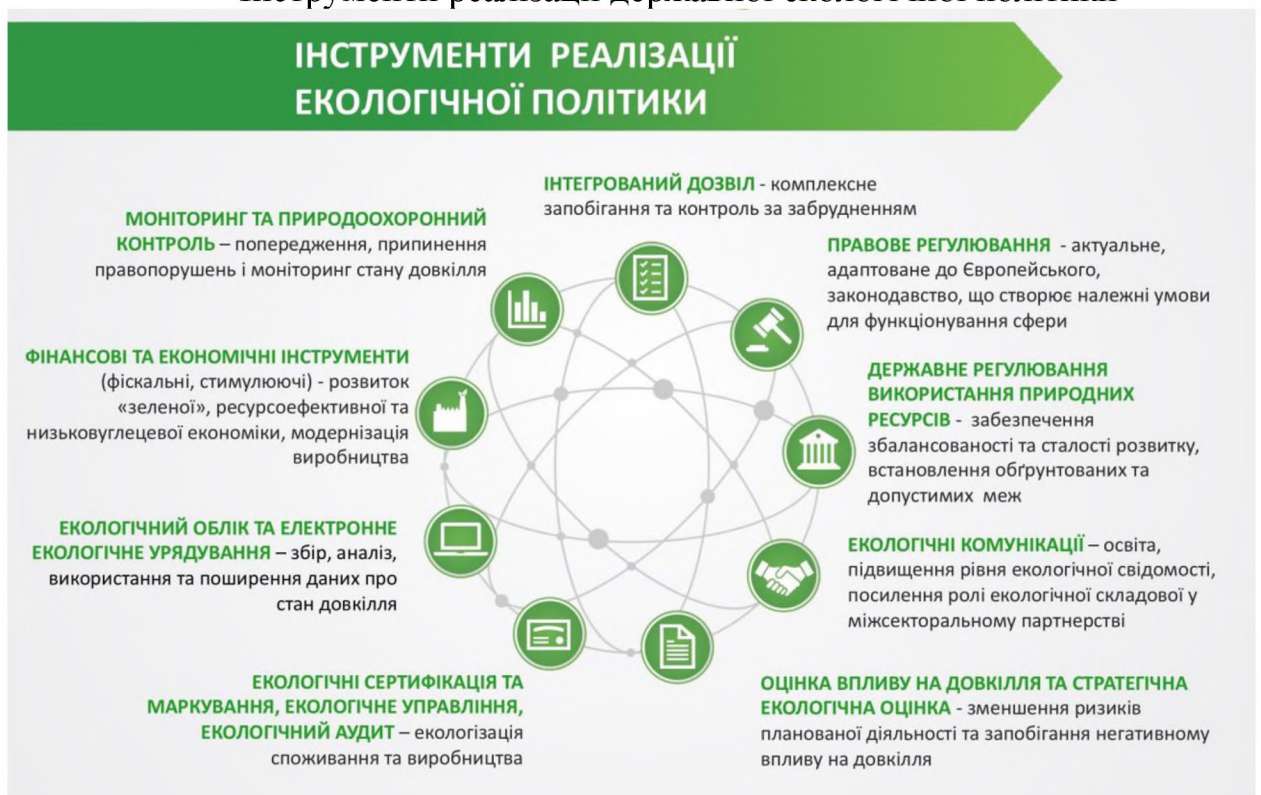 Інструменти реалізації державної екологічної політики
ІНСТРУМЕНТИ РЕАЛІЗАЦІЇ
ЕКОЛОГІЧНОЇ ПОЛІТИКИ
ІНТЕГРОВАНИЙ ДОЗВІЛ - комплексне
запобігання та контроль за забрудненням
ПРАВОВЕ РЕГУЛЮВАННЯ - актуальне,
адаптоване до Європейського,
законодавство, що створює належні умови
для функціонування сфери
ДЕРЖАВНЕ РЕГУЛЮВАННЯ
ВИКОРИСТАННЯ ПРИРОДНИХ
РЕСУРСІВ - забезпечення
збалансованості та сталості розвитку,
встановлення обґрунтованих та
допустимих меж
ЕКОЛОГІЧНІ КОМУНІКАЦІЇ – освіта,
підвищення рівня екологічної свідомості,
посилення ролі екологічної складової у
міжсекторальному партнерстві
ОЦІНКА ВПЛИВУ НА ДОВКІЛЛЯ ТА СТРАТЕГІЧНА
ЕКОЛОГІЧНА ОЦІНКА - зменшення ризиків
планованої діяльності та запобігання негативному
впливу на довкілля
ЕКОЛОГІЧНІ СЕРТИФІКАЦІЯ ТА
МАРКУВАННЯ, ЕКОЛОГІЧНЕ УПРАВЛІННЯ,
ЕКОЛОГІЧНИЙ АУДИТ – екологізація
споживання та виробництва
ЕКОЛОГІЧНИЙ ОБЛІК ТА ЕЛЕКТРОННЕ
ЕКОЛОГІЧНЕ УРЯДУВАННЯ – збір, аналіз,
використання та поширення даних про
стан довкілля
ФІНАНСОВІ ТА ЕКОНОМІЧНІ ІНСТРУМЕНТИ
(фіскальні, стимулюючі) - розвиток
«зеленої», ресурсоефективної та
низьковуглецевої економіки, модернізація
виробництва
МОНІТОРИНГ ТА ПРИРОДООХОРОННИЙ
КОНТРОЛЬ – попередження, припинення
правопорушень і моніторинг стану довкілля